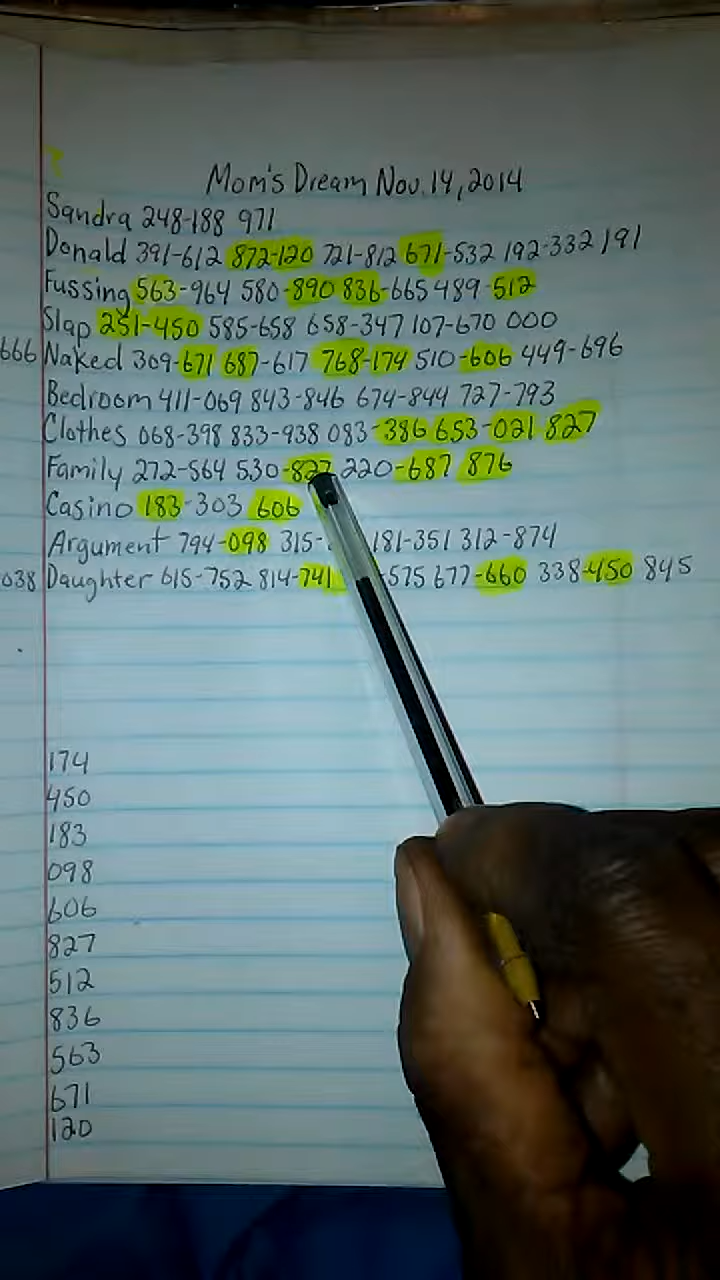 Mom's Dream Nov. 14, 2014
Sandra 248-188 971
Donald 391-612 872-120 721-812 671-532 192-332 191
Fussing 563-964 580-890 836-665 489-512
Slap 251-450 585-658 658-347 107-670 000
666 Naked 309-671 687-617 768-174 510-606 449-696
Bedroom 411-069 843-846 674-844 727-793
Clothes 068-398 833-938 083-386 653-021 827
Family 272-564 530-827 220-687 876
Casino 183-303 606
Argument 794-098 315- 181-351 312-874
038 Daughter 615-752 814-741 -575 677-660 338-450 845
174
450
183
098
606
827
512
836
563
671
120